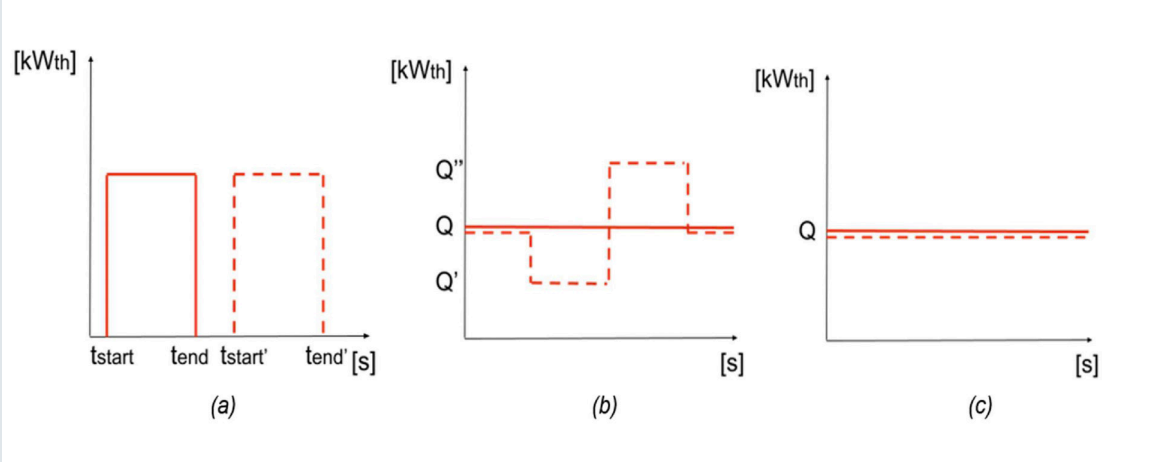 [kWth]
tstart tend tstart' tend' [s]
(a)
[kWth]
Q''
Q
Q'
[s]
(b)
[kWth]
Q
[s]
(c)